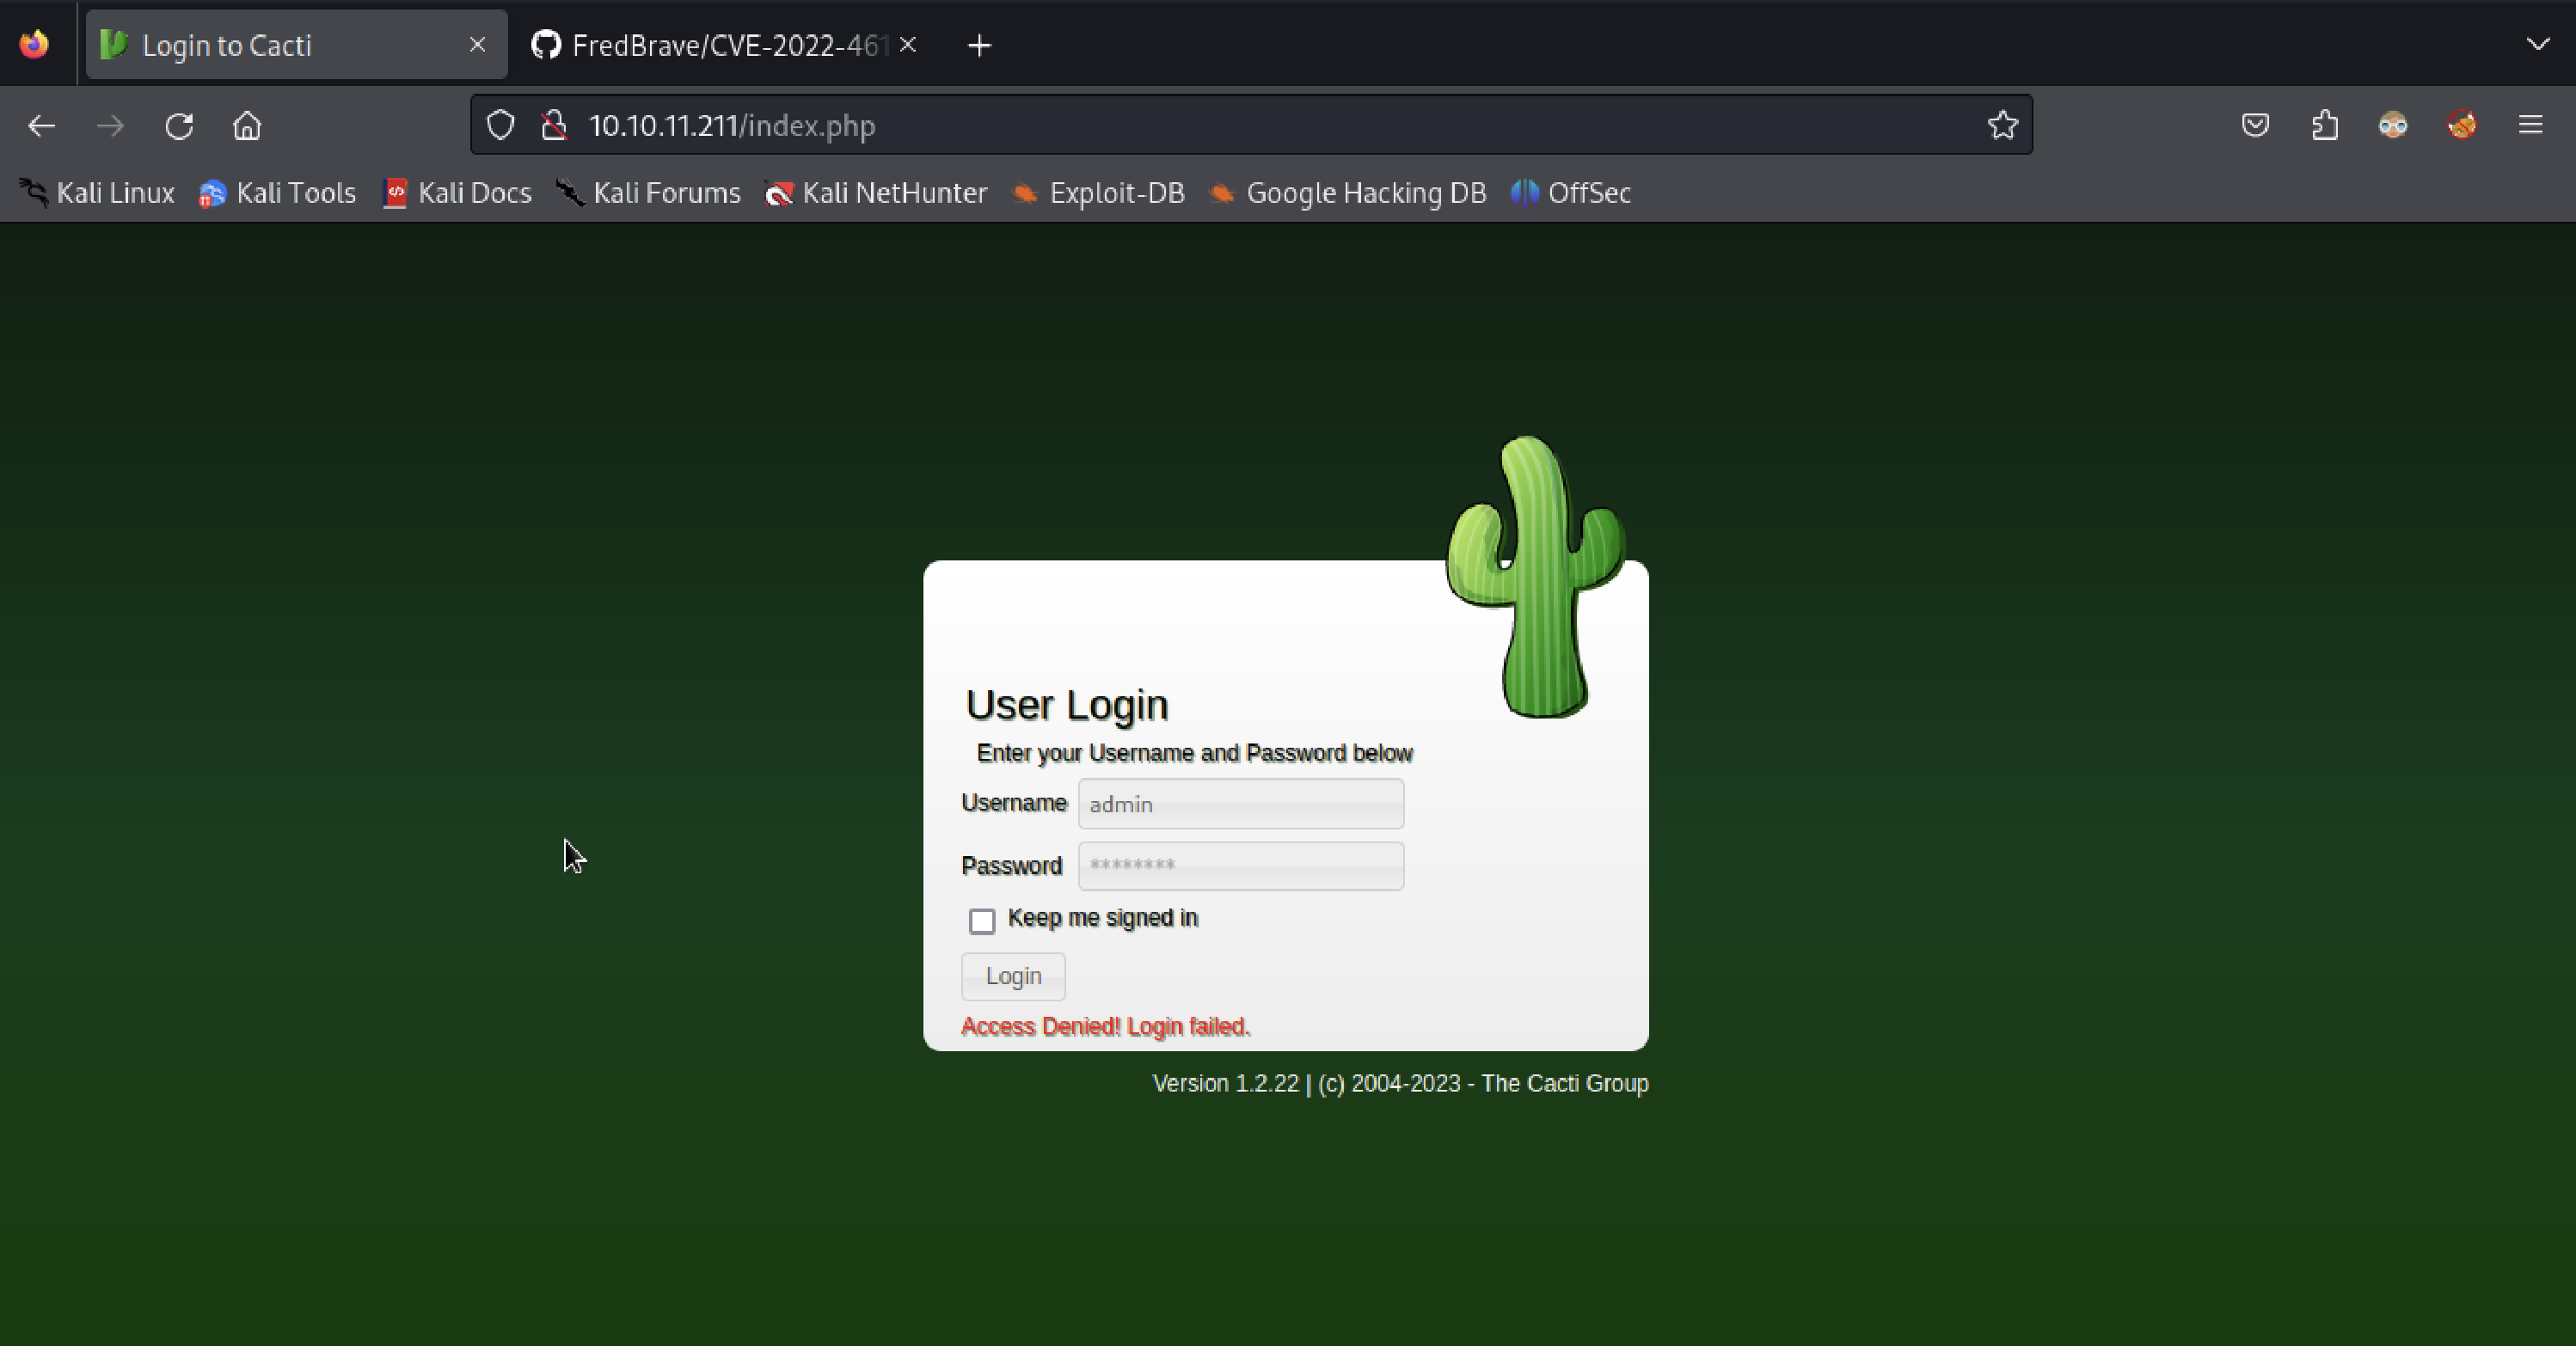 Login to Cacti
FredBrave/CVE-2022-461
10.10.11.211/index.php
Kali Linux Kali Tools Kali Docs Kali Forums Kali NetHunter Exploit-DB Google Hacking DB OffSec
User Login
Enter your Username and Password below
Username admin
Password ********
Keep me signed in
Login
Access Denied! Login failed.
Version 1.2.22 | (c) 2004-2023 - The Cacti Group